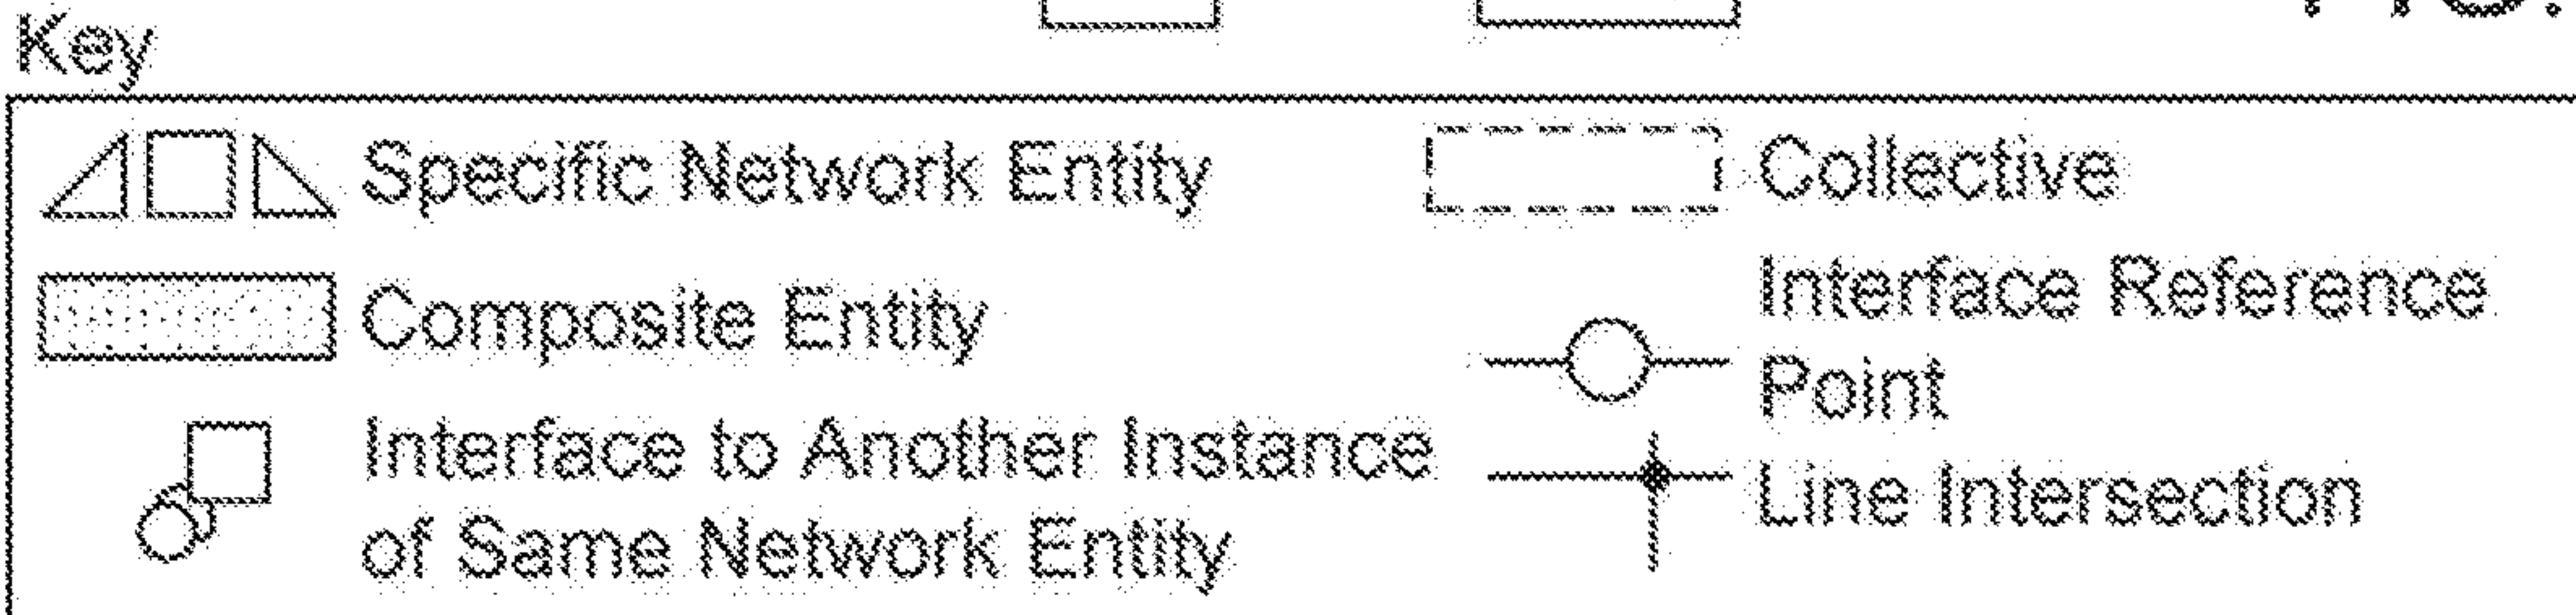 Key
Specific Network Entity
Composite Entity
Interface to Another Instance
of Same Network Entity
Collective
Interface Reference
Point
Line Intersection